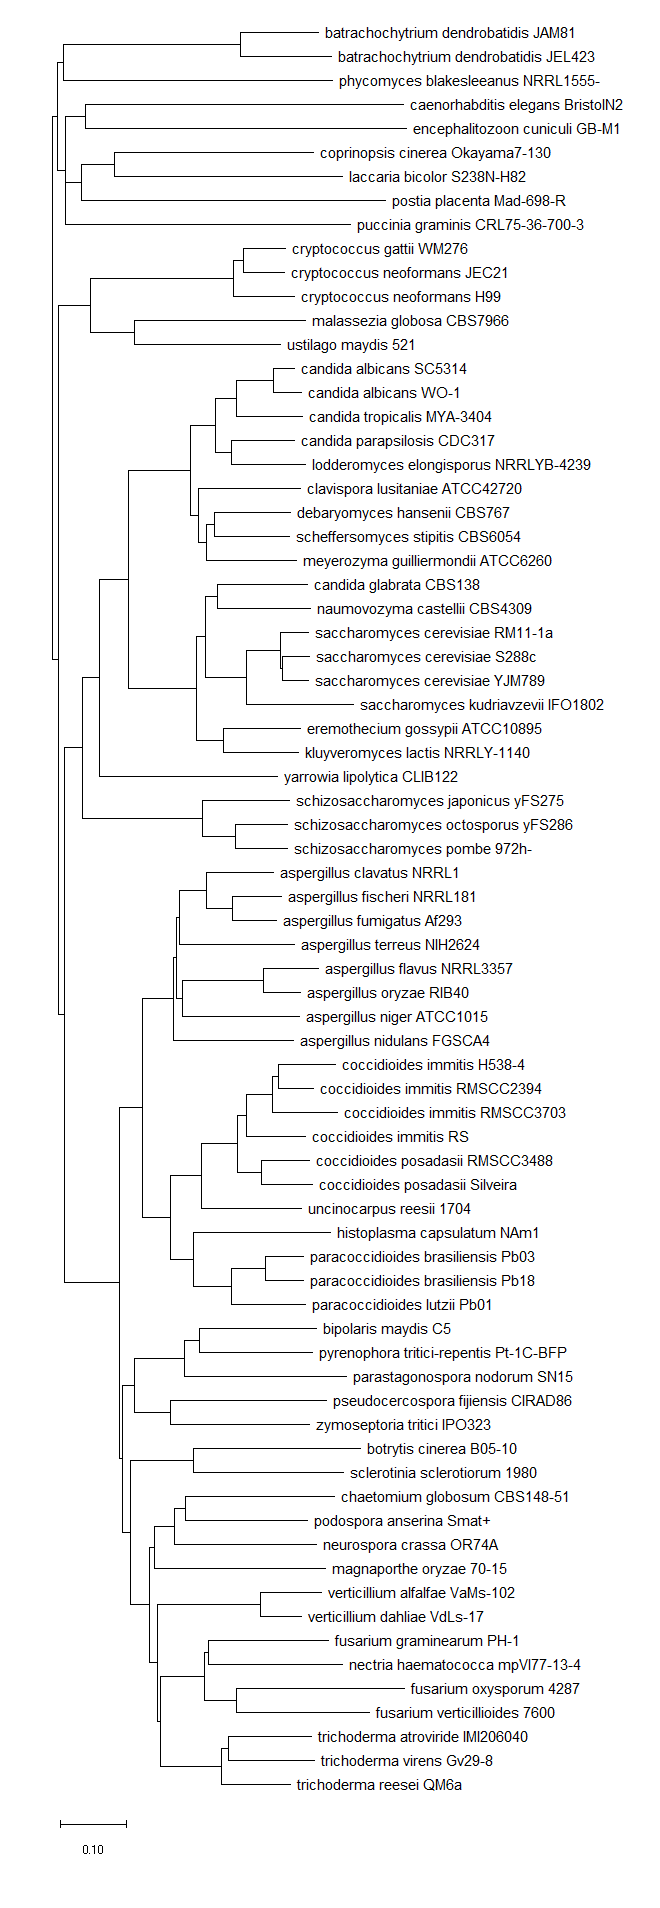 batrachochytrium dendrobatidis JAM81
batrachochytrium dendrobatidis JEL423
phycomyces blakesleeanus NRRL1555-
caenorhabditis elegans BristolN2
encephalitozoon cuniculi GB-M1
coprinopsis cinerea Okayama7-130
laccaria bicolor S238N-H82
postia placenta Mad-698-R
puccinia graminis CRL75-36-700-3
cryptococcus gattii WM276
cryptococcus neoformans JEC21
cryptococcus neoformans H99
malassezia globosa CBS7966
ustilago maydis 521
candida albicans SC5314
candida albicans WO-1
candida tropicalis MYA-3404
candida parapsilosis CDC317
lodderomyces elongisporus NRRLYB-4239
clavispora lusitaniae ATCC42720
debaryomyces hansenii CBS767
scheffersomyces stipitis CBS6054
meyerozyma guilliermondii ATCC6260
candida glabrata CBS138
naumovozyma castellii CBS4309
saccharomyces cerevisiae RM11-1a
saccharomyces cerevisiae S288c
saccharomyces cerevisiae YJM789
saccharomyces kudriavzevii IFO1802
eremothecium gossypii ATCC10895
kluyveromyces lactis NRRLY-1140
yarrowia lipolytica CLIB122
schizosaccharomyces japonicus yFS275
schizosaccharomyces octosporus yFS286
schizosaccharomyces pombe 972h-
aspergillus clavatus NRRL1
aspergillus fischeri NRRL181
aspergillus fumigatus Af293
aspergillus terreus NIH2624
aspergillus flavus NRRL3357
aspergillus oryzae RIB40
aspergillus niger ATCC1015
aspergillus nidulans FGSCA4
coccidioides immitis H538-4
coccidioides immitis RMSCC2394
coccidioides immitis RMSCC3703
coccidioides immitis RS
coccidioides posadasii RMSCC3488
coccidioides posadasii Silveira
uncinocarpus reesii 1704
histoplasma capsulatum NAm1
paracoccidioides brasiliensis Pb03
paracoccidioides brasiliensis Pb18
paracoccidioides lutzii Pb01
bipolaris maydis C5
pyrenophora tritici-repentis Pt-1C-BFP
parastagonospora nodorum SN15
pseudocercospora fijiensis CIRAD86
zymoseptoria tritici IPO323
botrytis cinerea B05-10
sclerotinia sclerotiorum 1980
chaetomium globosum CBS148-51
podospora anserina Smat+
neurospora crassa OR74A
magnaporthe oryzae 70-15
verticillium alfalfae VaMs-102
verticillium dahliae VdLs-17
fusarium graminearum PH-1
nectria haematococca mpVI77-13-4
fusarium oxysporum 4287
fusarium verticillioides 7600
trichoderma atroviride IMI206040
trichoderma virens Gv29-8
trichoderma reesei QM6a
0.10